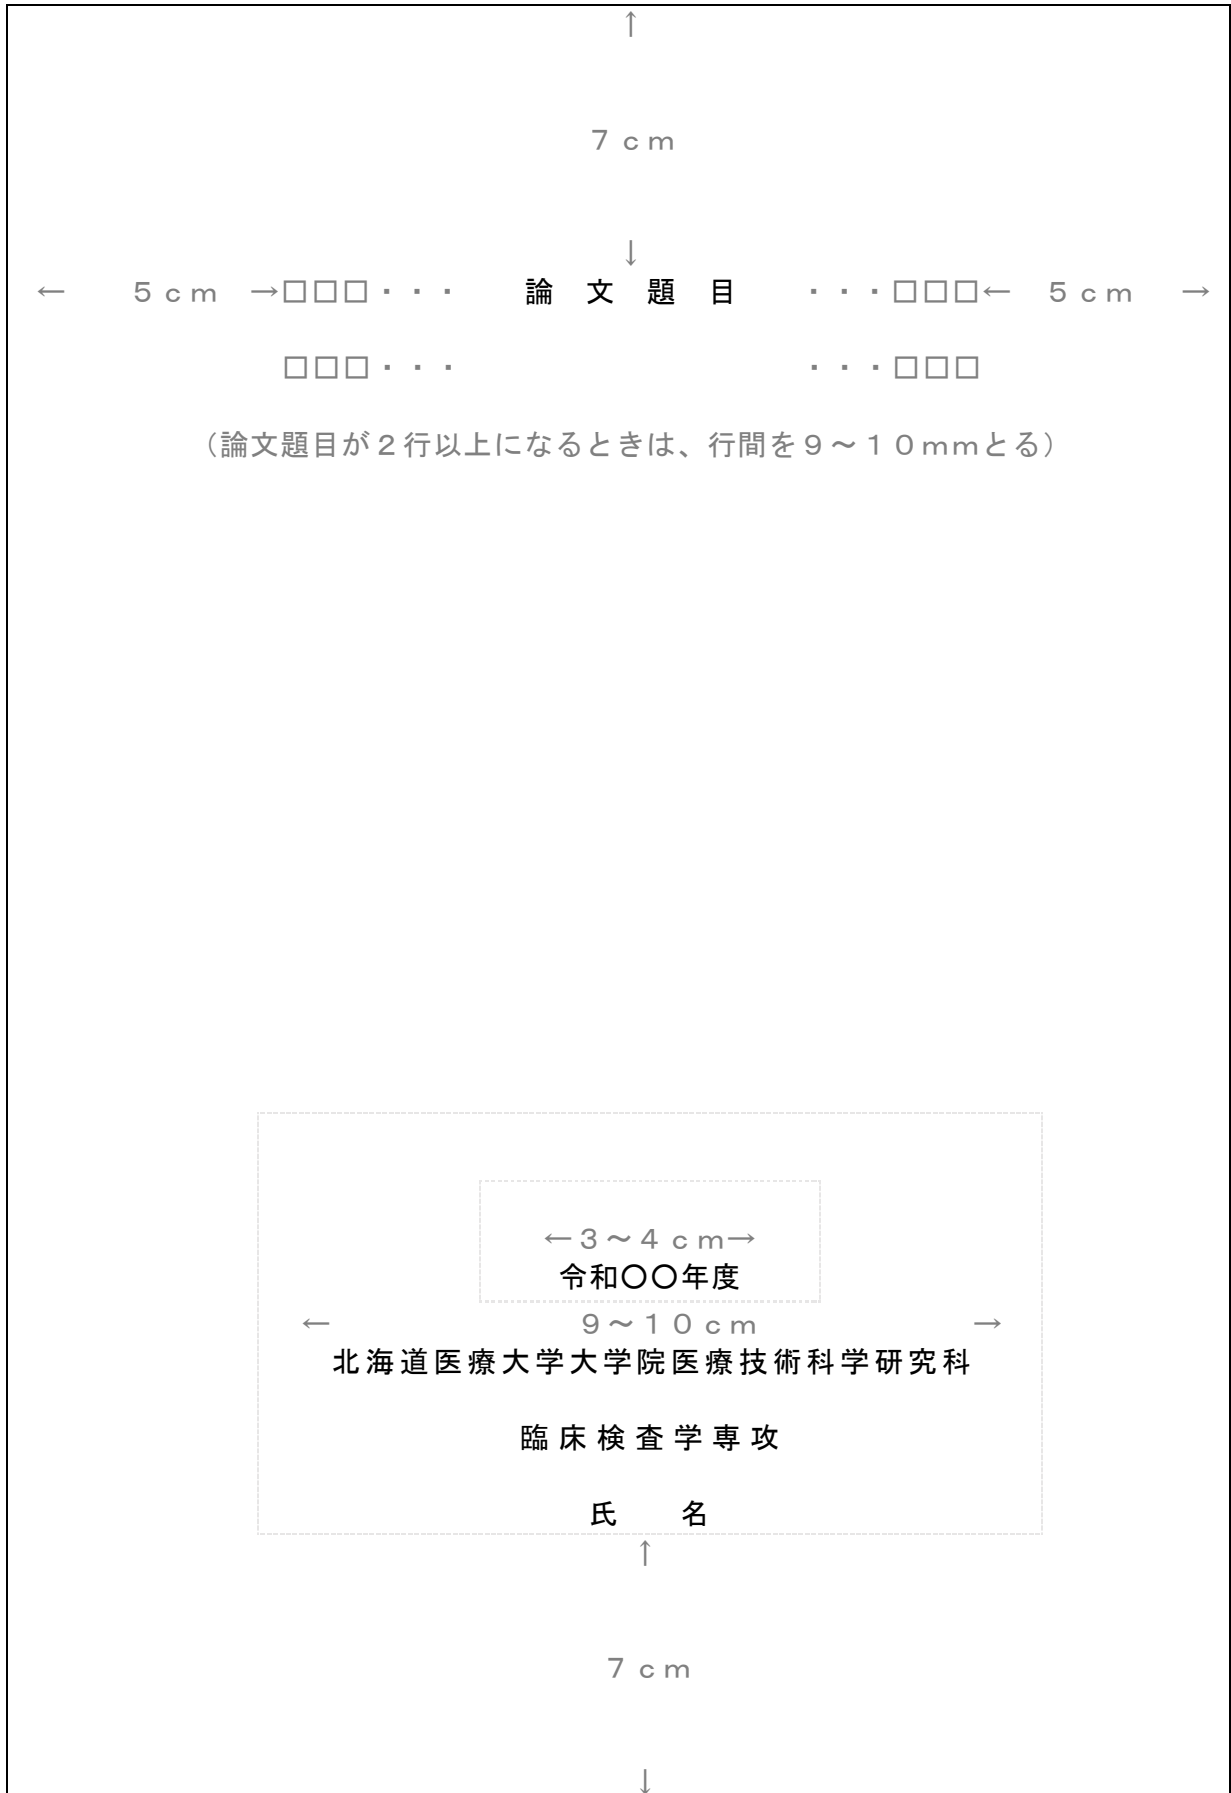 ↑
７ｃｍ
↓
←　　５ｃｍ　→□□□・・・　　論　文　題　目　　・・・□□□←　５ｃｍ　→
□□□・・・　　　　　　　　　　　・・・□□□
（論文題目が２行以上になるときは、行間を９～１０ｍｍとる）
←３～４ｃｍ→
令和〇〇年度
←　　　　　　　　９～１０ｃｍ　　　　　　　→
北海道医療大学大学院医療技術科学研究科
臨床検査学専攻
氏　　名
↑
７ｃｍ
↓